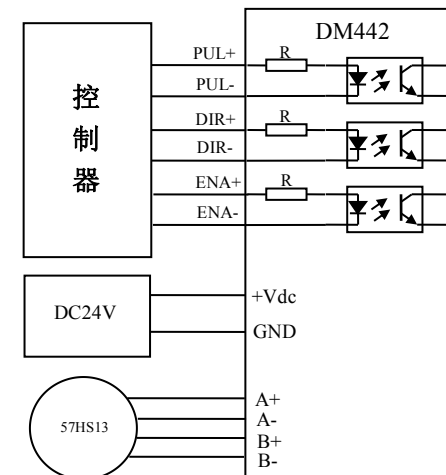 DM442
PUL+
R
PUL-
控
制
器
DIR+
R
DIR-
ENA+
R
ENA-
DC24V
+Vdc
GND
57HS13
A+
A-
B+
B-